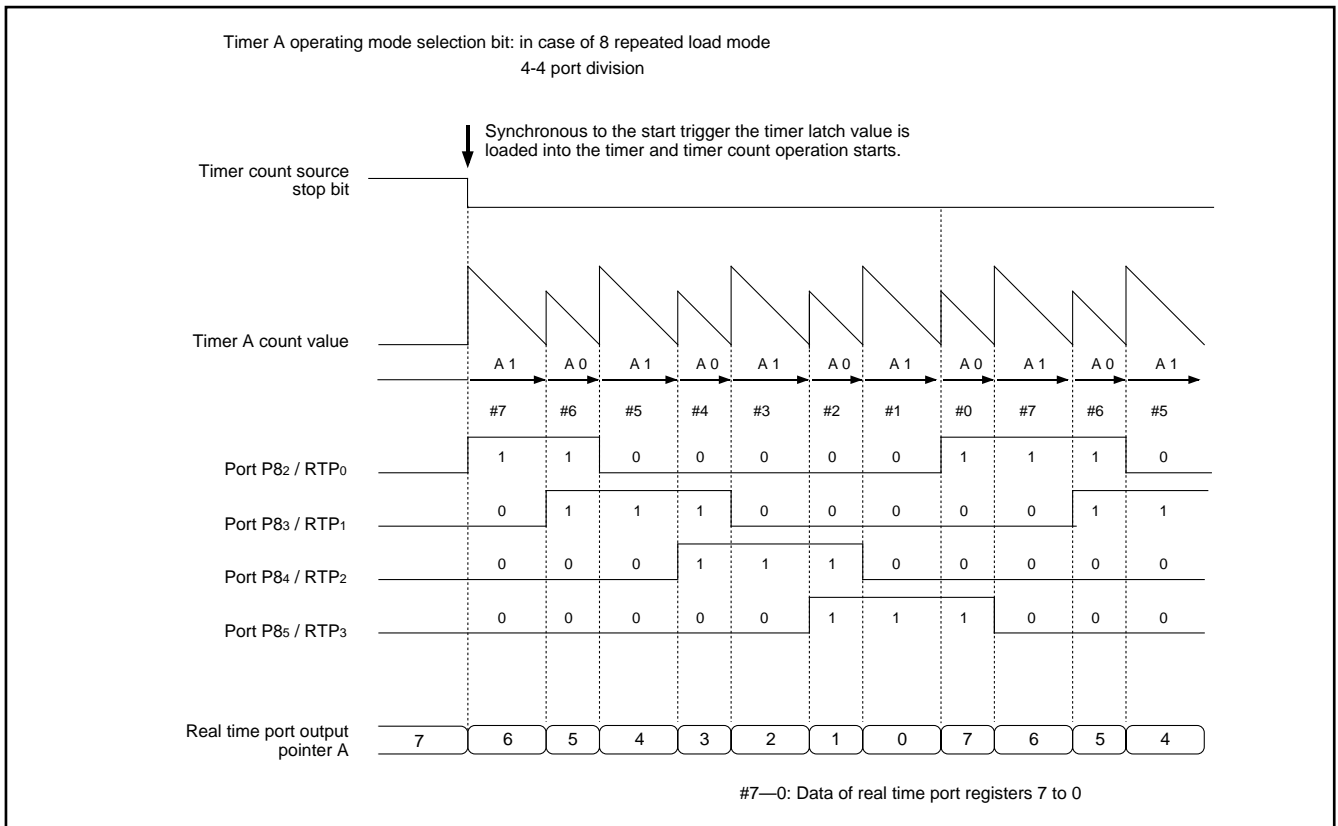 Timer A operating mode selection bit: in case of 8 repeated load mode
4-4 port division
Synchronous to the start trigger the timer latch value is
loaded into the timer and timer count operation starts.
Timer count source
stop bit
Timer A count value
A 1 A 0 A 1 A 0 A 1 A 0 A 1 A 0 A 1 A 0 A 1
#7 #6 #5 #4 #3 #2 #1 #0 #7 #6 #5
Port P82 / RTP0 1 1 0 0 0 0 0 1 1 1 0
Port P83 / RTP1 0 1 1 1 0 0 0 0 0 1 1
Port P84 / RTP2 0 0 0 1 1 1 0 0 0 0 0
Port P85 / RTP3 0 0 0 0 0 1 1 1 0 0 0
Real time port output
pointer A
7 6 5 4 3 2 1 0 7 6 5 4
#7—0: Data of real time port registers 7 to 0